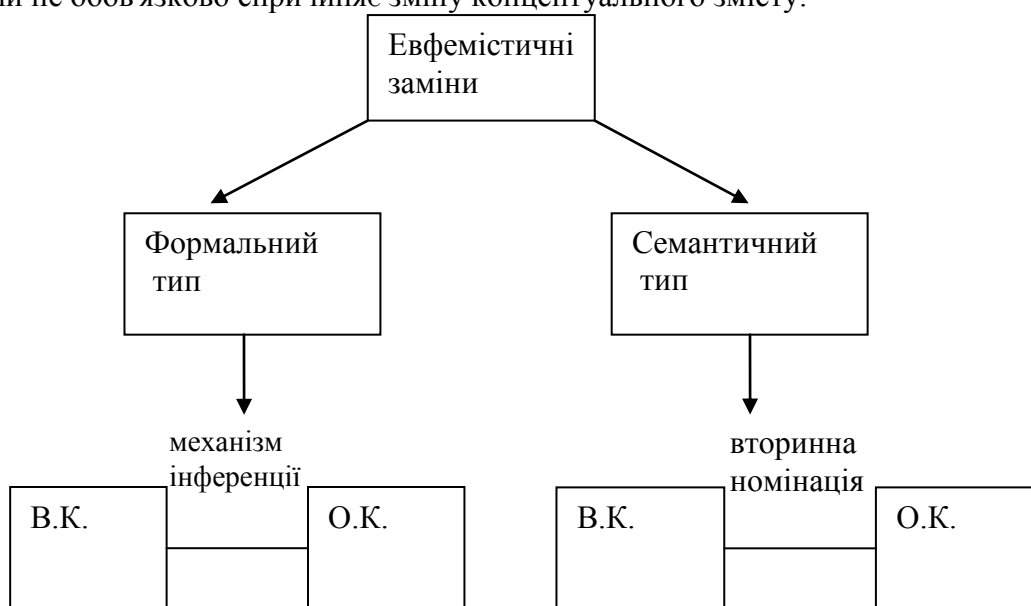 не обов'язково спричиняє зміну концептуального змісту.
Евфемістичні
заміни
Формальний
тип
Семантичний
тип
механізм
інференції
вторинна
номінація
В.К.
О.К.
В.К.
О.К.